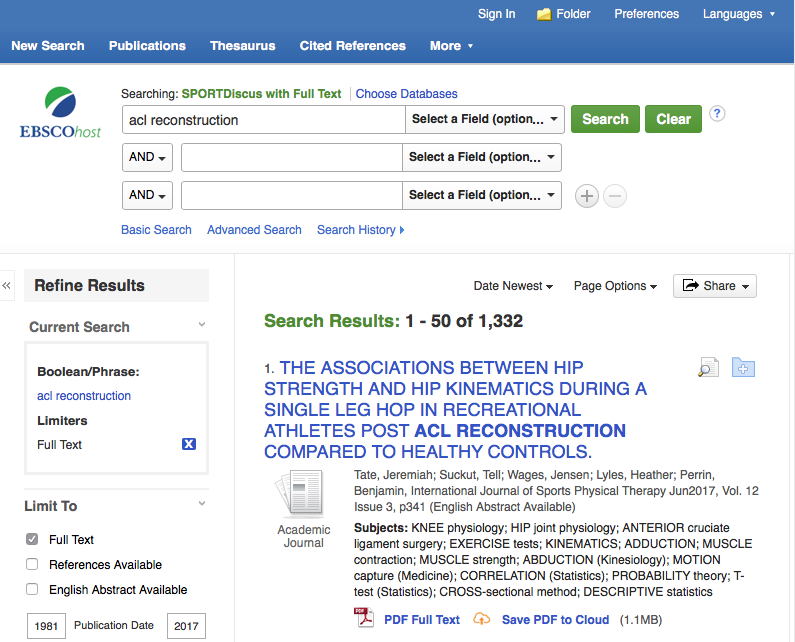 Sign In Folder Preferences Languages
New Search Publications Thesaurus Cited References More
Searching: SPORTDiscus with Full Text Choose Databases
EBSCOhost
acl reconstruction Select a Field (option... Search Clear ?
AND Select a Field (option...
AND Select a Field (option...
Basic Search Advanced Search Search History
« Refine Results
Date Newest Page Options Share
Current Search
Boolean/Phrase:
acl reconstruction
Limiters
Full Text X
Limit To
Full Text
References Available
English Abstract Available
1981 Publication Date 2017
Search Results: 1 - 50 of 1,332
1. THE ASSOCIATIONS BETWEEN HIP
STRENGTH AND HIP KINEMATICS DURING A
SINGLE LEG HOP IN RECREATIONAL
ATHLETES POST ACL RECONSTRUCTION
COMPARED TO HEALTHY CONTROLS.
Academic
Journal
Tate, Jeremiah; Suckut, Tell; Wages, Jensen; Lyles, Heather; Perrin,
Benjamin, International Journal of Sports Physical Therapy Jun2017, Vol. 12
Issue 3, p341 (English Abstract Available)
Subjects: KNEE physiology; HIP joint physiology; ANTERIOR cruciate
ligament surgery; EXERCISE tests; KINEMATICS; ADDUCTION; MUSCLE
contraction; MUSCLE strength; ABDUCTION (Kinesiology); MOTION
capture (Medicine); CORRELATION (Statistics); PROBABILITY theory; T-
test (Statistics); CROSS-sectional method; DESCRIPTIVE statistics
PDF PDF Full Text Save PDF to Cloud (1.1MB)